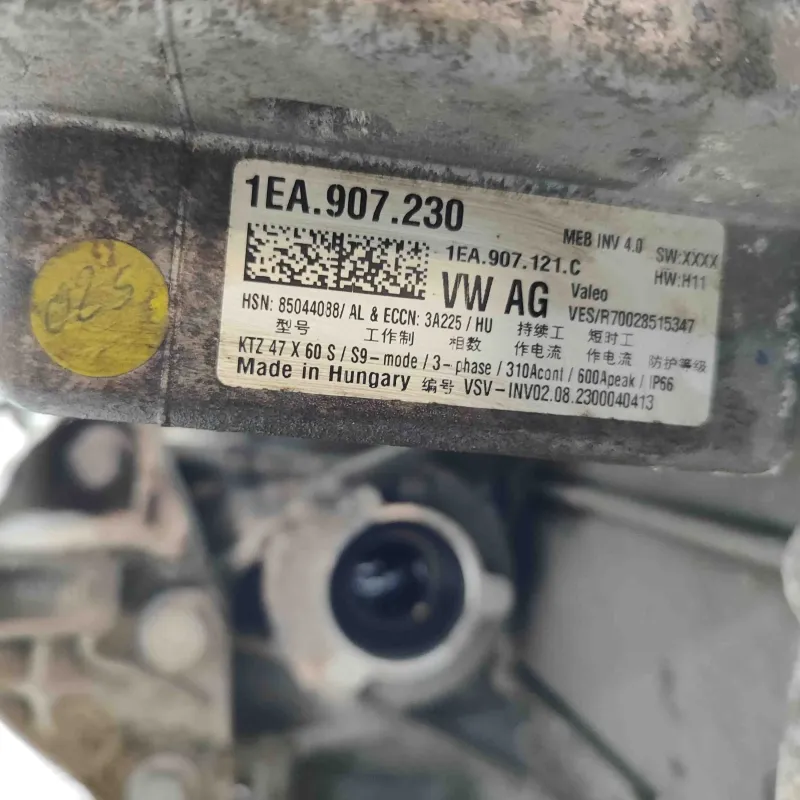 1EA.907.230
MEB INV 4.0 SW:XXXX
1EA.907.121.C HW:H11
VW AG Valeo
HSN: 85044088/ AL & ECCN: 3A225 / HU VES/R70028515347
型号 工作制 相数 持续工作电流 短时工作电流 防护等级
KTZ 47 X 60 S / S9-mode / 3-phase / 310Acont / 600Apeak / IP66
Made in Hungary 编号 VSV-INV02.08.2300040413
025